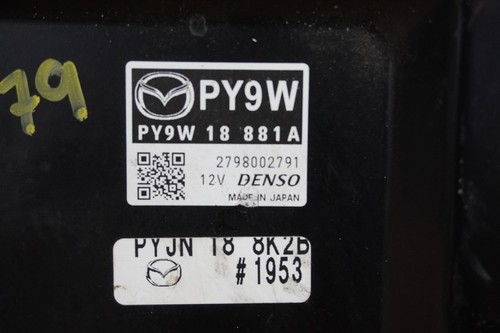 79
PY9W
PY9W 18 881A
2798002791
12V DENSO
MADE IN JAPAN
PYJN 18 8K2B
#1953